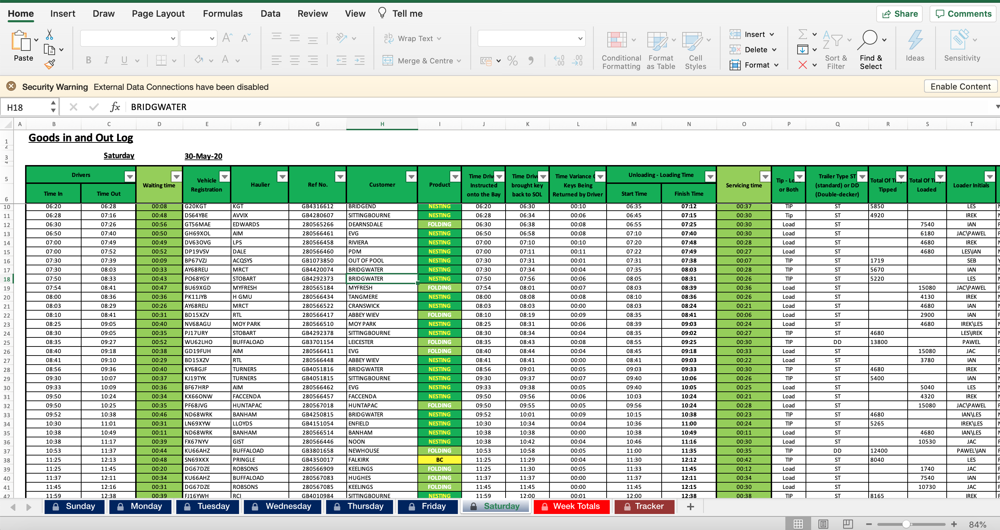 Home Insert Draw Page Layout Formulas Data Review View Tell me Share Comments
Paste Wrap Text Merge & Centre Conditional Formatting Format as Table Cell Styles Insert Delete Format Sort & Filter Find & Select Ideas Sensitivity
Security Warning External Data Connections have been disabled Enable Content
H18 fx BRIDGWATER
A B C D E F G H I J K L M N O P Q R S T
1 Goods in and Out Log
2
3 Saturday 30-May-20
4
5 Drivers Waiting time Vehicle Registration Haulier Ref No. Customer Product Time Driv Instructed onto the Bay Time Driv brought key back to SOL Time Variance Keys Being Returned by Driver Unloading - Loading Time Servicing time Tip - Lo or Both Trailer Type ST (standard) or DD (Double-decker) Total Of Tr Tipped Total Of Tr Loaded Loader Initials
6 Time In Time Out Start Time Finish Time
10 06:20 06:28 00:08 G20KGT KGT GB4316612 BRIDGEND NESTING 06:20 06:30 00:10 06:35 07:12 00:37 TIP ST 5850 LES
11 06:28 07:16 00:48 DS64YBE AVVIX GB4280607 SITTINGBOURNE NESTING 06:28 06:34 00:06 06:45 07:15 00:30 Tip ST 4920 IREK
12 06:30 07:26 00:56 GT56MAE EDWARDS 280565266 DEARNSDALE FOLDING 06:30 06:38 00:08 06:55 07:25 00:30 Load ST 7540 IAN
13 06:50 07:40 00:50 GH69XOL AIM 280566461 EVG NESTING 06:50 06:58 00:08 07:10 07:40 00:30 Load ST 6180 JAC\PAWEL
14 07:00 07:49 00:49 DV63OVG LPS 280566458 RIVIERA NESTING 07:00 07:10 00:10 07:20 07:48 00:28 Load ST 4680 IREK
15 07:00 07:52 00:52 DP19VSV DALE 280566460 PDM NESTING 07:00 07:11 00:11 07:22 07:49 00:27 Load ST 4680 LES\IAN
16 07:30 07:39 00:09 BP67VZJ ACQSYS GB1073850 OUT OF POOL NESTING 07:30 07:31 00:01 07:31 07:38 00:07 TIP ST 1719 SEB
17 07:30 08:03 00:33 AY68REU MRCT GB4420074 BRIDGWATER NESTING 07:30 07:34 00:04 07:35 08:03 00:28 TIP ST 5670 IAN
18 07:50 08:33 00:43 PO68YGY STOBART GB4292373 BRIDGWATER NESTING 07:50 07:56 00:06 08:05 08:31 00:26 TIP ST 5220 LES
19 07:54 08:41 00:47 BU69XGD MYFRESH 280565184 MYFRESH FOLDING 07:54 08:01 00:07 08:03 08:39 00:36 Load ST 15080 JAC\PAWEL
20 08:00 08:36 00:36 PK11JYB H GMU 280566434 TANGMERE NESTING 08:00 08:08 00:08 08:10 08:36 00:26 Load ST 4130 IREK
21 08:03 08:29 00:26 AY68REU MRCT 280566522 CRANSWICK NESTING 08:03 08:03 00:00 08:03 08:24 00:21 Load ST 4680 IAN
22 08:10 08:41 00:31 BD15XZV RTL 280566417 ABBEY WIEV FOLDING 08:10 08:19 00:09 08:35 08:41 00:06 Load ST 2900 IAN
23 08:25 09:05 00:40 NV68AGU MOY PARK 280566510 MOY PARK NESTING 08:25 08:31 00:06 08:39 09:03 00:24 Load ST 4680 IREK\LES
24 08:30 09:05 00:35 PJ17URY STOBART GB4292378 SITTINGBOURNE NESTING 08:30 08:34 00:04 08:35 09:02 00:27 TIP ST 4680 LES\IREK
25 08:35 09:27 00:52 WU62LHO BUFFALOAD GB3701154 LEICESTER FOLDING 08:35 08:43 00:08 08:55 09:25 00:30 TIP DD 13800 PAWEL
26 08:40 09:18 00:38 GD19FUH AIM 280566411 EVG FOLDING 08:40 08:44 00:04 08:45 09:18 00:33 Load ST 15080 JAC
27 08:41 09:10 00:29 BD15XZV RTL 280566448 ABBEY WIEV NESTING 08:41 08:41 00:00 08:41 09:03 00:22 Load ST 3780 IAN
28 08:56 09:36 00:40 KY68GJF TURNERS GB4051816 BRIDGWATER NESTING 08:56 09:01 00:05 09:03 09:33 00:30 TIP ST 4680 IREK
29 09:30 10:07 00:37 KJ19TYK TURNERS GB4051815 SITTINGBOURNE NESTING 09:30 09:37 00:07 09:40 10:06 00:26 TIP ST 5400 IAN
30 09:33 10:09 00:36 BF67HRP AIM 280566462 EVG NESTING 09:33 09:38 00:05 09:40 10:05 00:25 Load ST 5040 LES
31 09:50 10:24 00:34 KX66ONW FACCENDA 280566457 FACCENDA NESTING 09:50 09:56 00:06 10:03 10:24 00:21 Load ST 4320 IREK
32 09:50 10:25 00:35 PF68JVG HUNTAPAC 280567018 HUNTAPAC FOLDING 09:50 09:55 00:05 09:56 10:24 00:28 Load ST 15080 JAC\PAWEL
33 09:52 10:38 00:46 ND68WRK BANHAM GB4250815 BRIDGWATER NESTING 09:52 10:01 00:09 10:15 10:38 00:23 TIP ST 4680 IAN\LES
34 10:30 11:01 00:31 LN69XYW LLOYDS GB4151054 ENFIELD NESTING 10:30 10:34 00:04 10:36 11:00 00:24 TIP ST 5265 IREK\LES
35 10:38 10:49 00:11 ND68WRK BANHAM 280566514 BANHAM NESTING 10:38 10:38 00:00 10:38 10:49 00:11 Load ST 4680 IAN\LES
36 10:38 11:17 00:39 FX67NYV GIST 280566446 NOON NESTING 10:38 10:42 00:04 10:46 11:16 00:30 Load ST 10530 JAC
37 10:53 11:37 00:44 KU66AHZ BUFFALOAD GB3801658 NEWHOUSE FOLDING 10:53 10:58 00:05 11:00 11:35 00:35 TIP DD 12400 PAWEL\IAN
38 11:25 12:13 00:48 SN69XKX PRINGLE GB4350017 FALKIRK BC 11:25 11:29 00:04 11:30 12:12 00:42 TIP ST 8040 LES
39 11:25 11:45 00:20 DG67DZE ROBSONS 280566909 KEELINGS FOLDING 11:25 11:30 00:05 11:33 11:45 00:12 Load ST 1740 JAC
40 11:37 12:11 00:34 KU66AHZ BUFFALOAD 280567083 HUGHES FOLDING 11:37 11:37 00:00 11:37 12:11 00:34 Load ST 7540 IAN
41 11:45 12:16 00:31 DG67DZE ROBSONS 280567085 KEELINGS FOLDING 11:45 11:45 00:00 11:45 12:15 00:30 Load ST 10730 JAC
42 11:59 12:38 00:39 FJ16YWH RCI GB4010984 SITTINGBOURNE NESTING 11:59 12:00 00:01 12:00 12:38 00:38 TIP ST 8165 IREK
Sunday Monday Tuesday Wednesday Thursday Friday Saturday Week Totals Tracker
84%